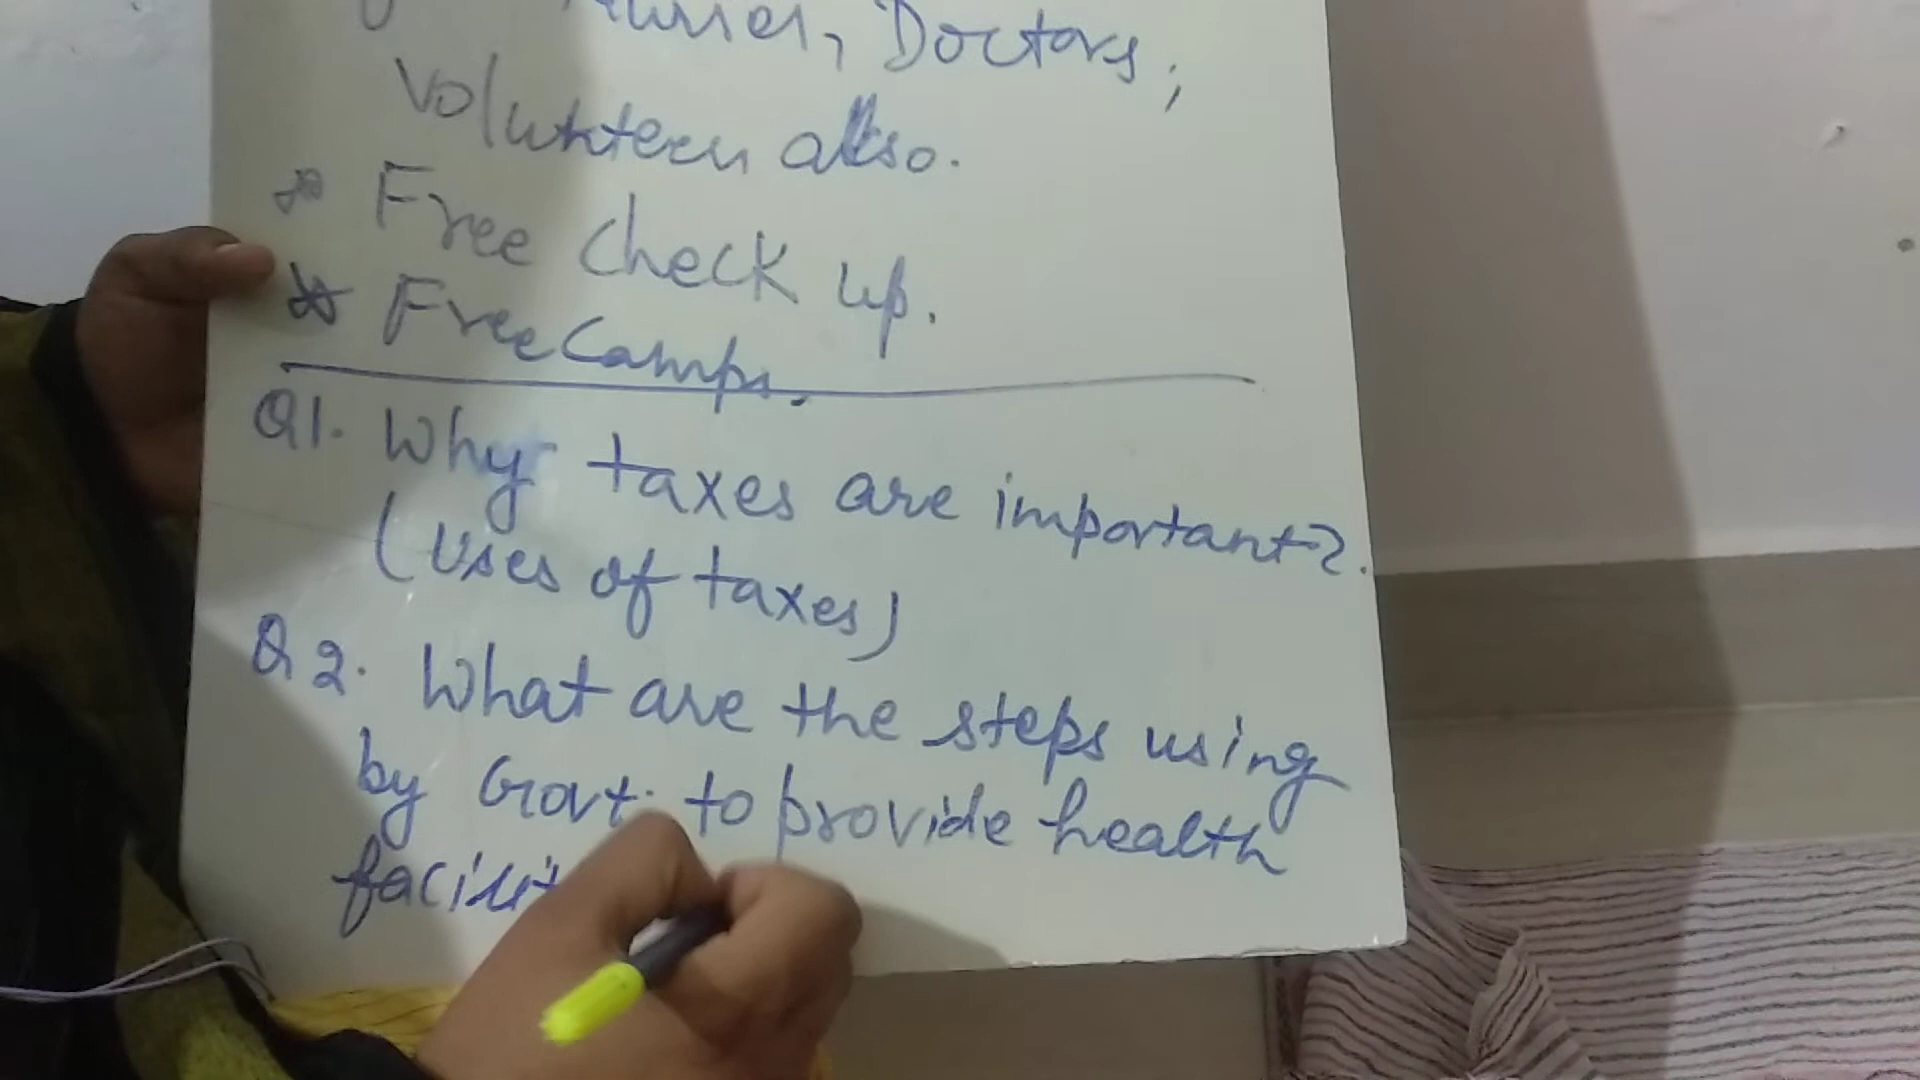 Doctors,
Volunteers also.
Free Check up.
Free Camps.
Q1. Why taxes are important?
(Uses of taxes)
Q2. What are the steps using
by Govt. to provide health